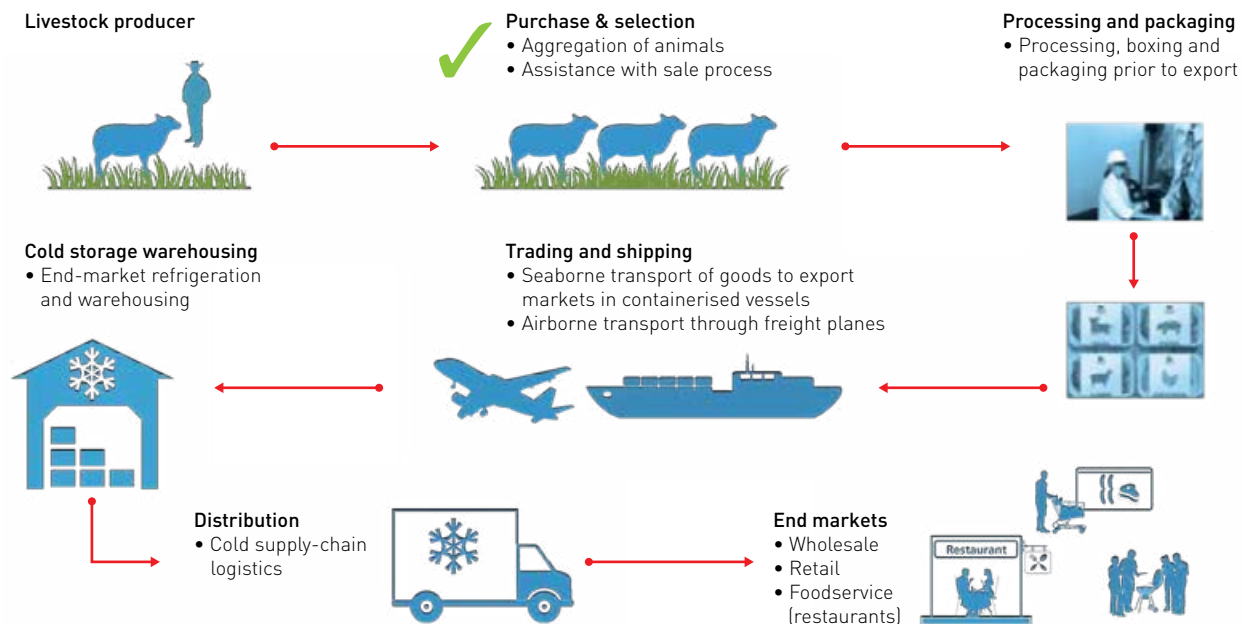 Livestock producer
Purchase & selection
• Aggregation of animals
• Assistance with sale process
Processing and packaging
• Processing, boxing and
packaging prior to export
Cold storage warehousing
• End-market refrigeration
and warehousing
Trading and shipping
• Seaborne transport of goods to export
markets in containerised vessels
• Airborne transport through freight planes
Distribution
• Cold supply-chain
logistics
End markets
• Wholesale
• Retail
• Foodservice
(restaurants)
Restaurant